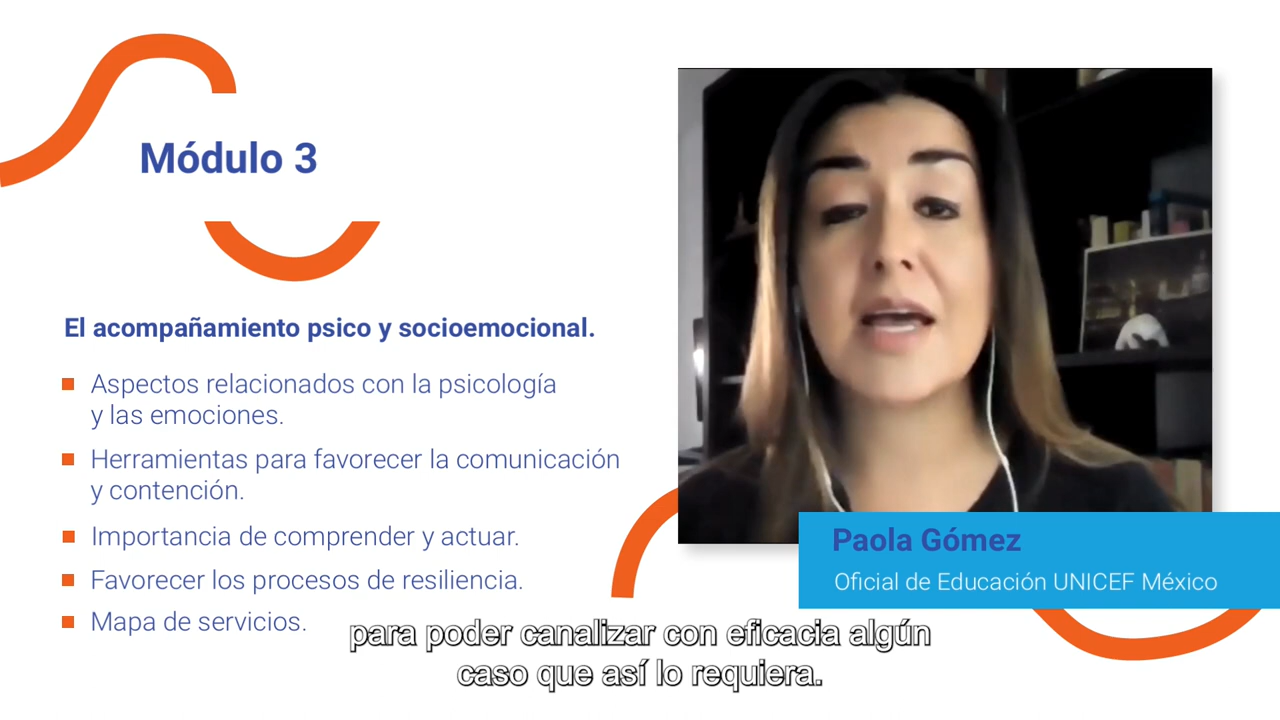 Módulo 3
El acompañamiento psico y socioemocional.
Aspectos relacionados con la psicología
y las emociones.
Herramientas para favorecer la comunicación
y contención.
Importancia de comprender y actuar.
Favorecer los procesos de resiliencia.
Mapa de servicios.
Paola Gómez
Oficial de Educación UNICEF México
para poder canalizar con eficacia algún
caso que así lo requiera.